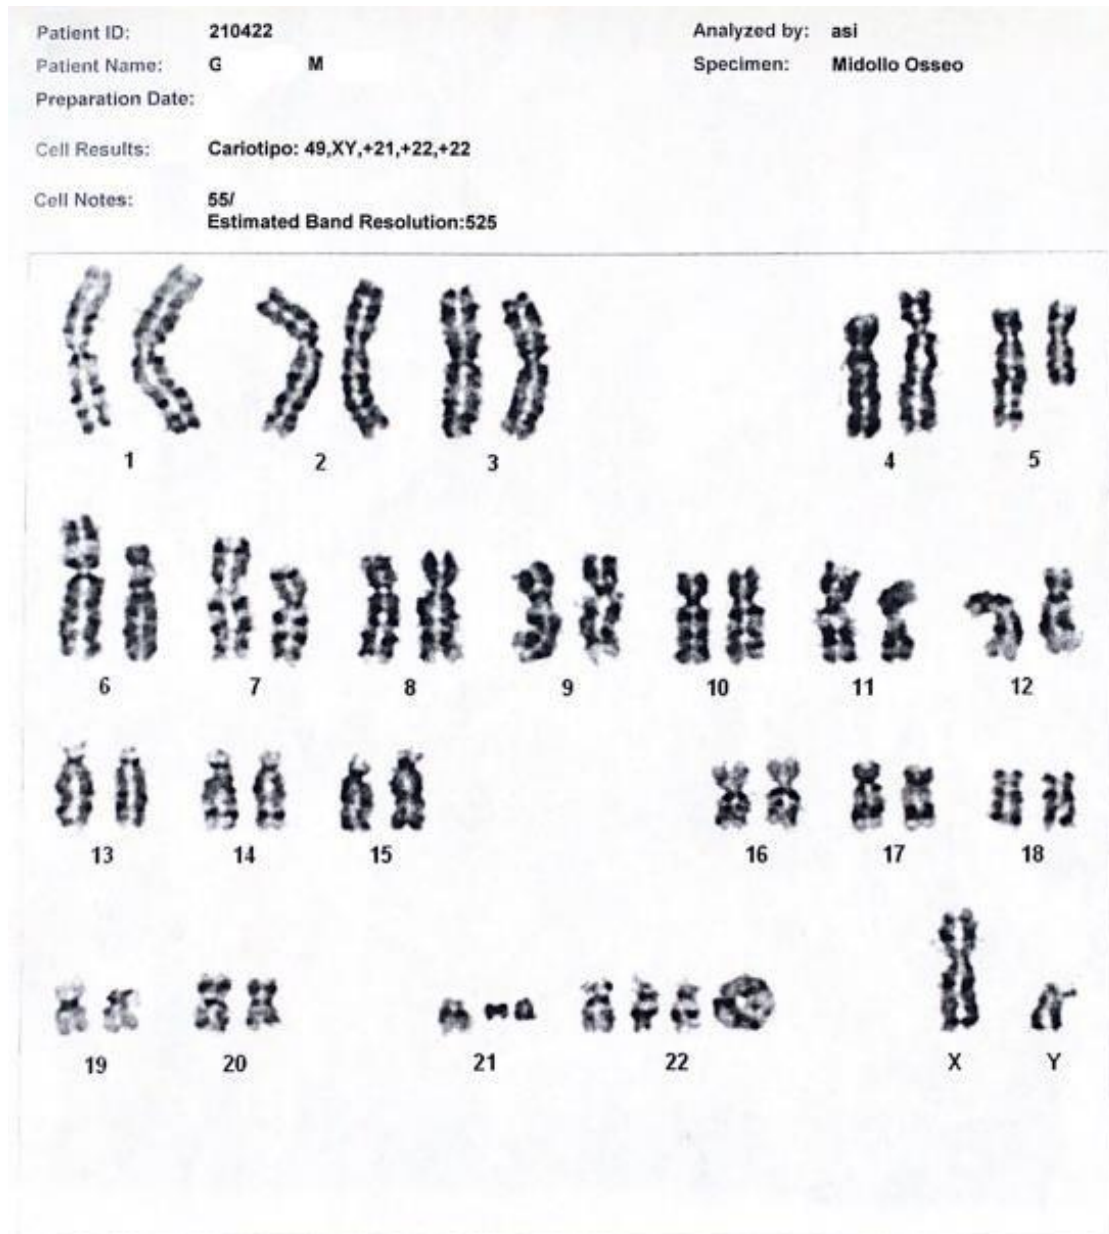 Patient ID: 210422 Analyzed by: asi
Patient Name: G M Specimen: Midollo Osseo
Preparation Date:
Cell Results: Cariotipo: 49,XY,+21,+22,+22
Cell Notes: 55/
Estimated Band Resolution:525
1 2 3 4 5
6 7 8 9 10 11 12
13 14 15 16 17 18
19 20 21 22 X Y